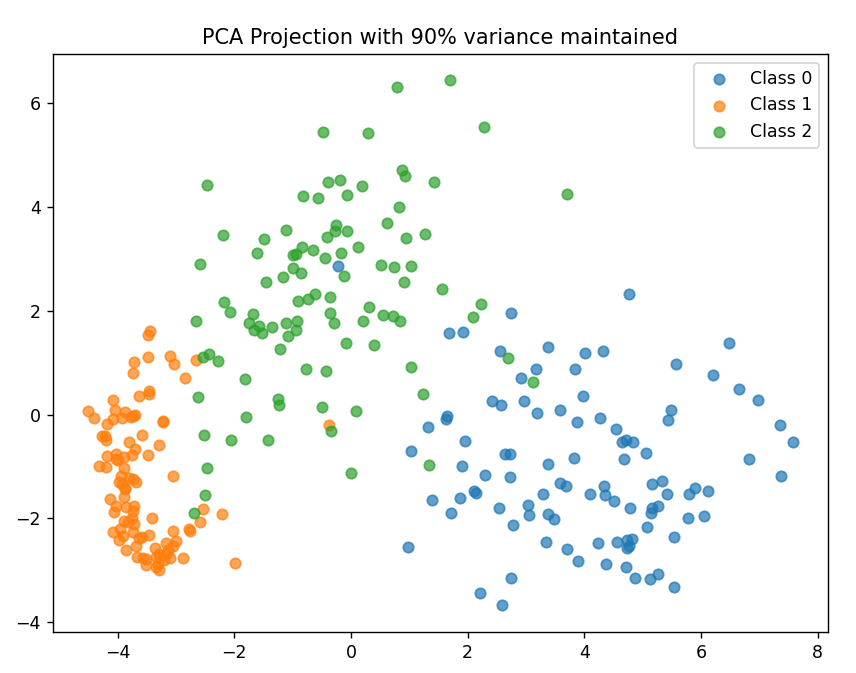 PCA Projection with 90% variance maintained
Class 0
Class 1
Class 2
6
4
2
0
−2
−4
−4 −2 0 2 4 6 8